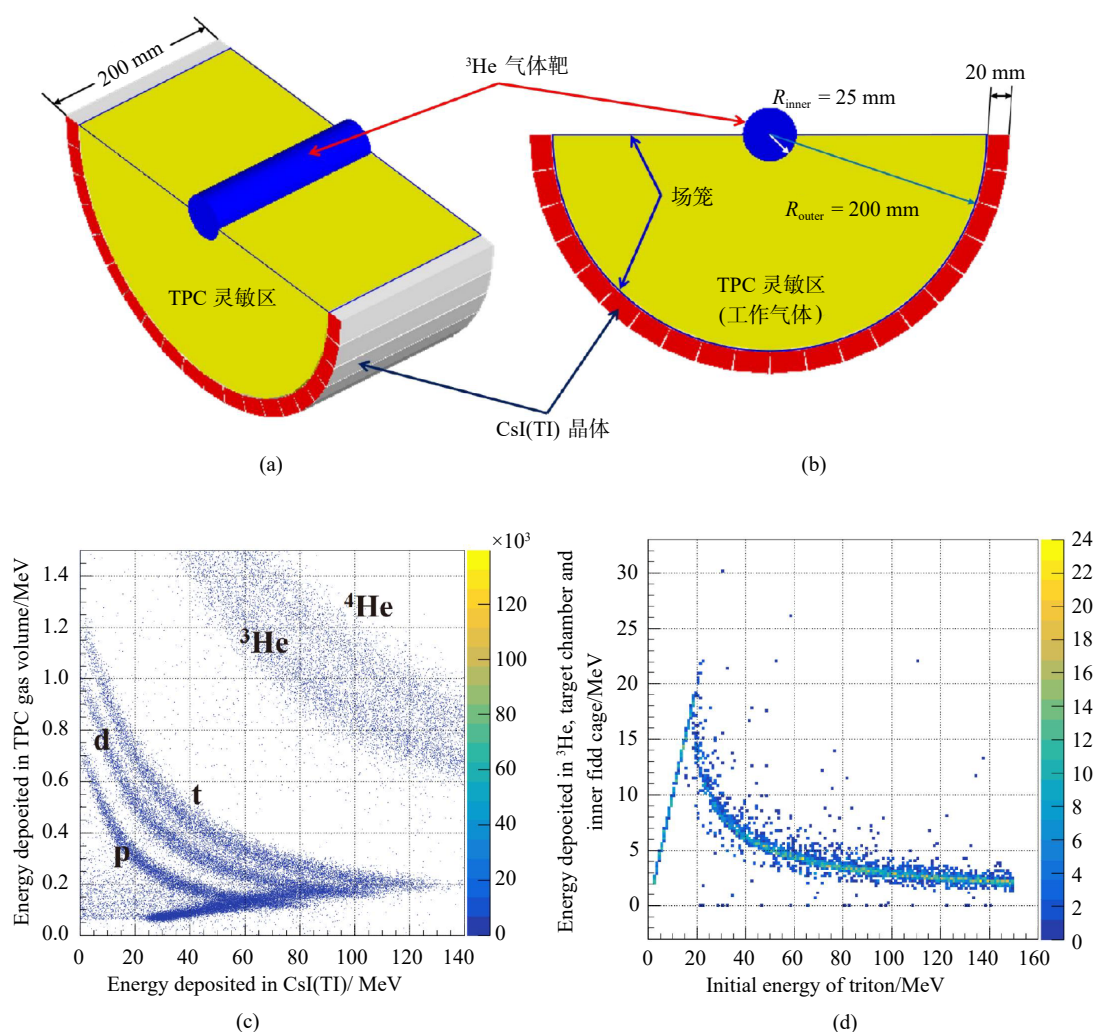 200 mm
³He 气体靶
20 mm
R_inner = 25 mm
场笼
R_outer = 200 mm
TPC 灵敏区
TPC 灵敏区
(工作气体)
CsI(TI) 晶体
(a)
(b)
Energy depoeted in TPC gas volume/MeV
1.4
1.2
1.0
0.8
0.6
0.4
0.2
0.0
⁴He
³He
d
t
p
0 20 40 60 80 100 120 140
Energy deposited in CsI(TI)/ MeV
×10³
120
100
80
60
40
20
0
(c)
Energy depocited in ³He, target chamber and
inner fidd cage/MeV
30
25
20
15
10
5
0
0 20 40 60 80 100 120 140 160
Initial energy of triton/MeV
24
22
20
18
16
14
12
10
8
6
4
2
0
(d)